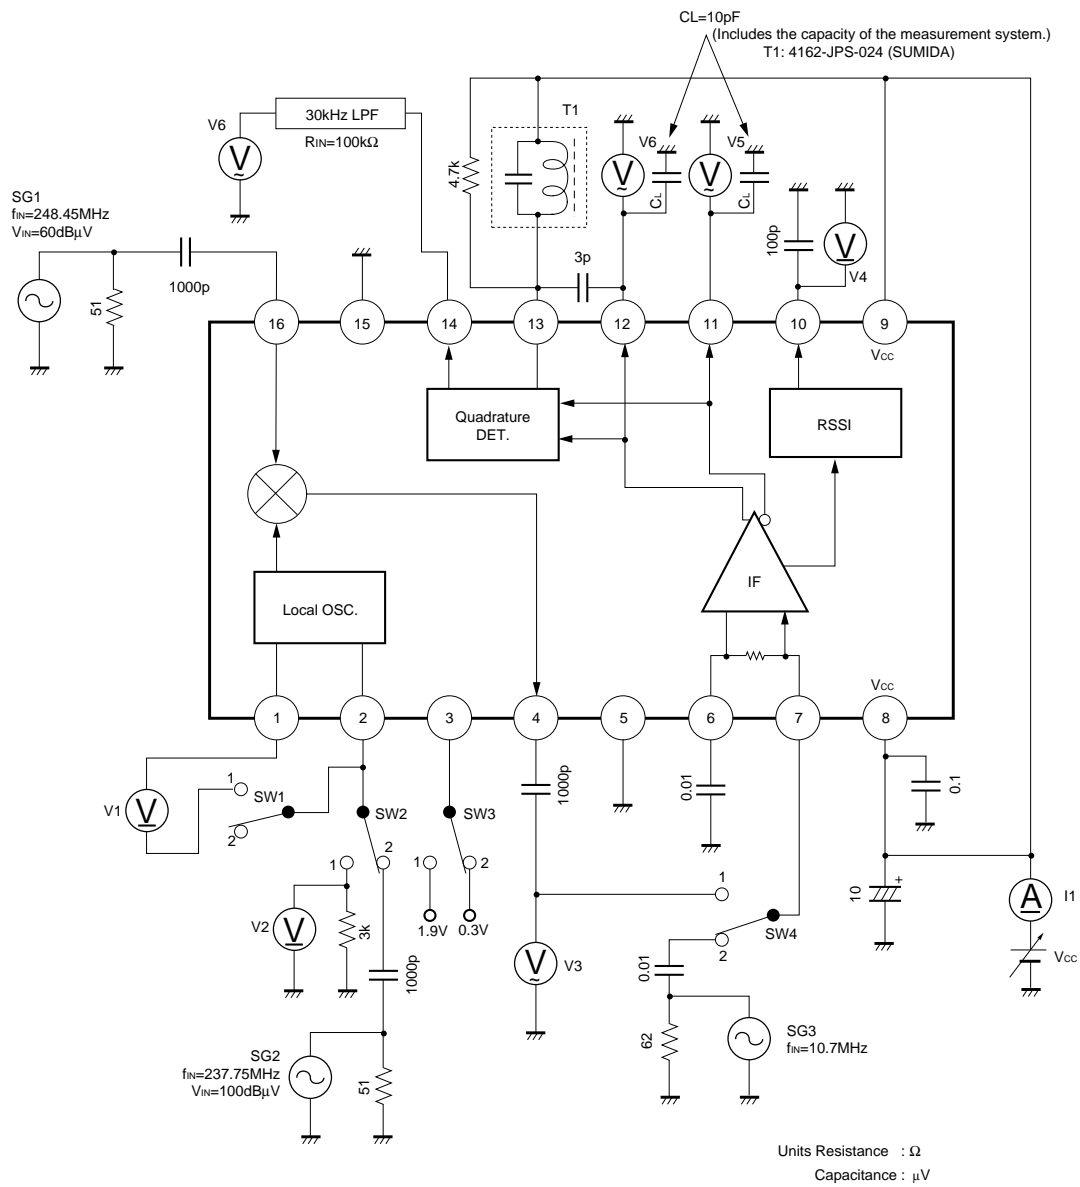 CL=10pF
(Includes the capacity of the measurement system.)
T1: 4162-JPS-024 (SUMIDA)
V6
30kHz LPF
RIN=100kΩ
T1
4.7k
V
V6
CL
V
V5
CL
V
SG1
fIN=248.45MHz
VIN=60dBµV
51
1000p
3p
100p
V
V4
16
15
14
13
12
11
10
9
VCC
Quadrature
DET.
RSSI
IF
Local OSC.
VCC
1
2
3
4
5
6
7
8
V1
V
1
SW1
2
SW2
SW3
1000p
0.01
0.1
1
2
1
2
V2
V
3k
1.9V
0.3V
1
SW4
2
10
+
A
I1
VCC
1000p
V
V3
0.01
62
SG3
fIN=10.7MHz
SG2
fIN=237.75MHz
VIN=100dBµV
51
Units Resistance : Ω
Capacitance : µV